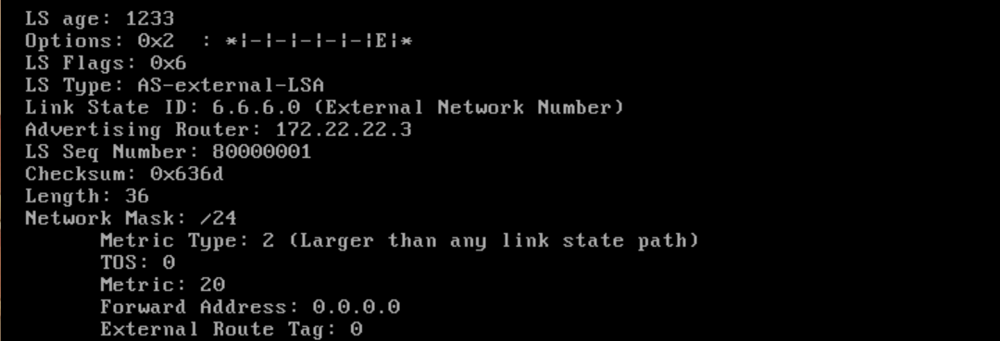 LS age: 1233
Options: 0x2  : *|-|-|-|-|-|E|*
LS Flags: 0x6
LS Type: AS-external-LSA
Link State ID: 6.6.6.0 (External Network Number)
Advertising Router: 172.22.22.3
LS Seq Number: 80000001
Checksum: 0x636d
Length: 36
Network Mask: /24
Metric Type: 2 (Larger than any link state path)
TOS: 0
Metric: 20
Forward Address: 0.0.0.0
External Route Tag: 0